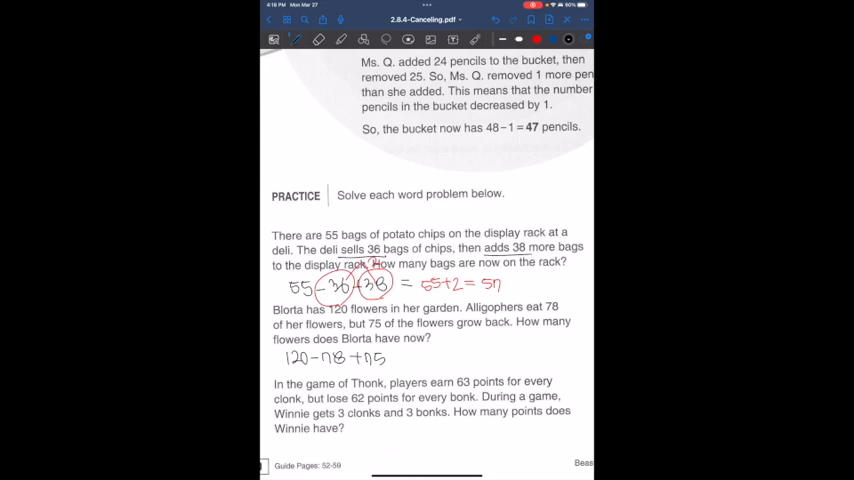 4:16 PM Mon Mar 27
90%
2.8.4-Canceling.pdf
Ms. Q. added 24 pencils to the bucket, then
removed 25. So, Ms. Q. removed 1 more pen
than she added. This means that the number
pencils in the bucket decreased by 1.
So, the bucket now has 48−1=47 pencils.
PRACTICE Solve each word problem below.
There are 55 bags of potato chips on the display rack at a
deli. The deli sells 36 bags of chips, then adds 38 more bags
to the display rack. How many bags are now on the rack?
55-36+38 = 55+2=57
Blorta has 120 flowers in her garden. Alligophers eat 78
of her flowers, but 75 of the flowers grow back. How many
flowers does Blorta have now?
120-78+75
In the game of Thonk, players earn 63 points for every
clonk, but lose 62 points for every bonk. During a game,
Winnie gets 3 clonks and 3 bonks. How many points does
Winnie have?
Guide Pages: 52-59 Beas